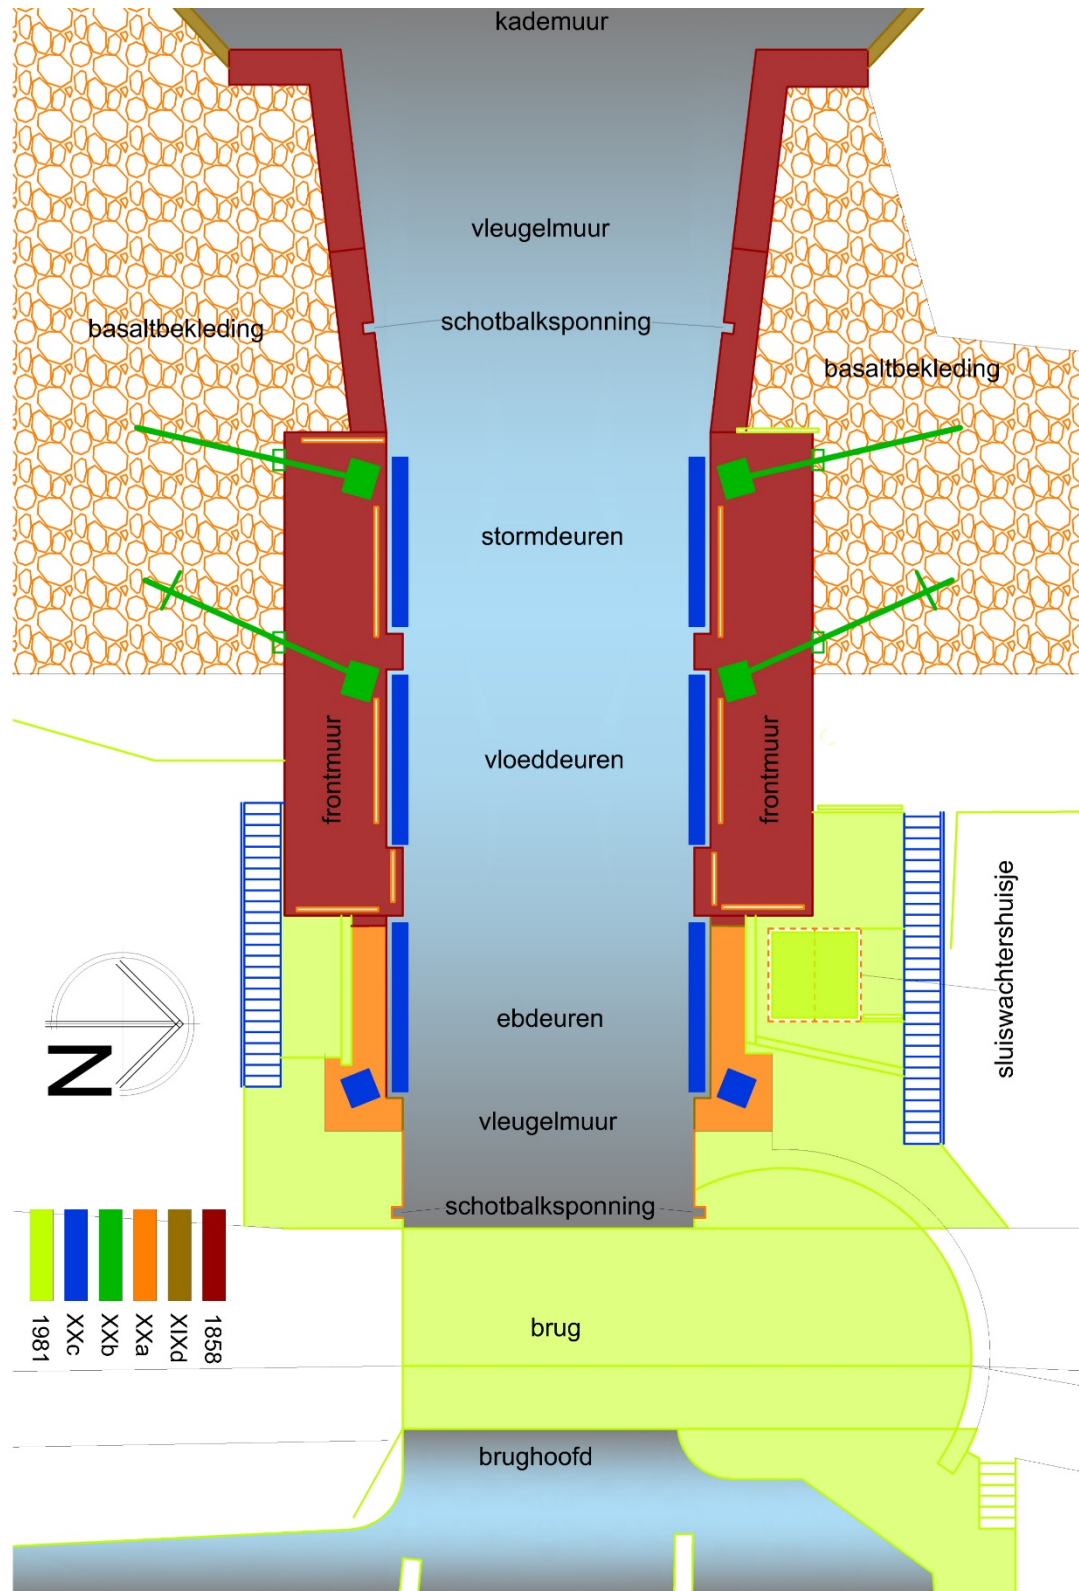 kademuur
vleugelmuur
schotbalksponning
basaltbekleding
basaltbekleding
stormdeuren
vloeddeuren
frontmuur
frontmuur
sluiswachtershuisje
ebdeuren
N
vleugelmuur
schotbalksponning
brug
1858
XIXd
XXa
XXb
XXc
1981
brughoofd